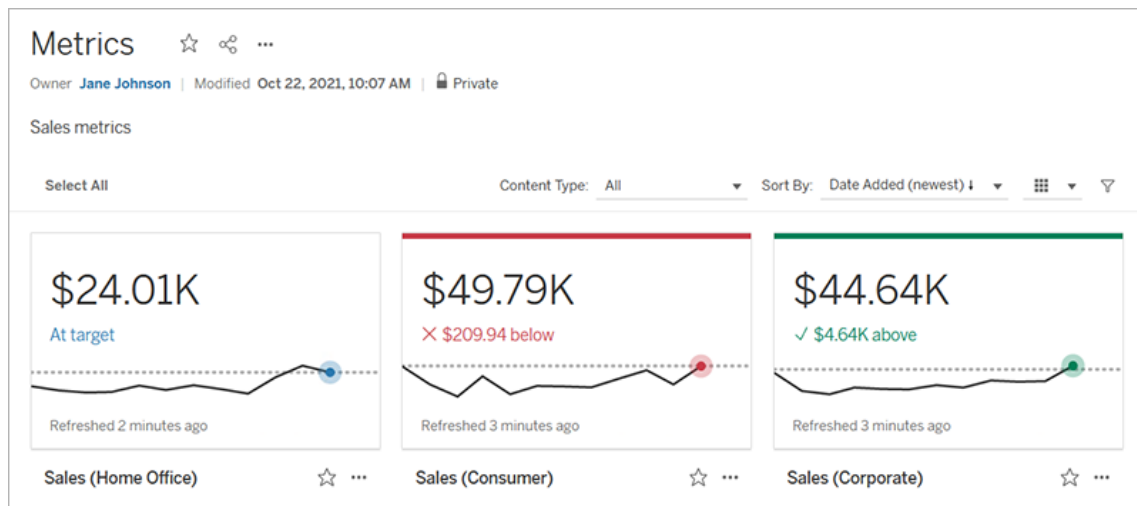 Metrics
Owner Jane Johnson | Modified Oct 22, 2021, 10:07 AM | Private
Sales metrics
Select All Content Type: All Sort By: Date Added (newest) ↓
$24.01K $49.79K $44.64K
At target × $209.94 below ✓ $4.64K above
Refreshed 2 minutes ago Refreshed 3 minutes ago Refreshed 3 minutes ago
Sales (Home Office) Sales (Consumer) Sales (Corporate)